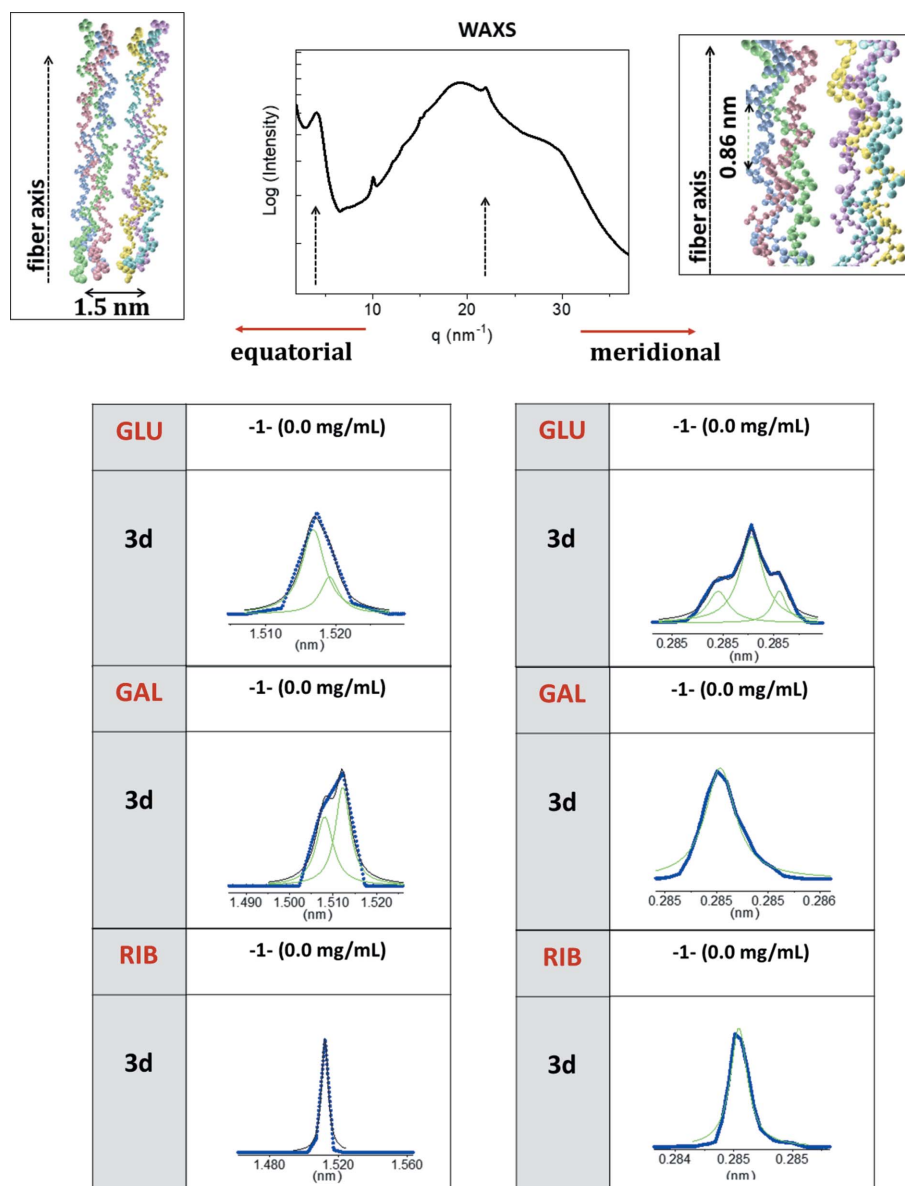 WAXS
fiber axis
1.5 nm
Log (Intensity)
10
20
30
q (nm-1)
fiber axis
0.86 nm
equatorial
meridional
GLU
-1- (0.0 mg/mL)
3d
1.510
1.520
(nm)
GAL
-1- (0.0 mg/mL)
3d
1.490
1.500
1.510
1.520
(nm)
RIB
-1- (0.0 mg/mL)
3d
1.480
1.520
1.560
(nm)
GLU
-1- (0.0 mg/mL)
3d
0.285
0.285
0.285
(nm)
GAL
-1- (0.0 mg/mL)
3d
0.285
0.285
0.285
0.286
(nm)
RIB
-1- (0.0 mg/mL)
3d
0.284
0.285
0.285
(nm)